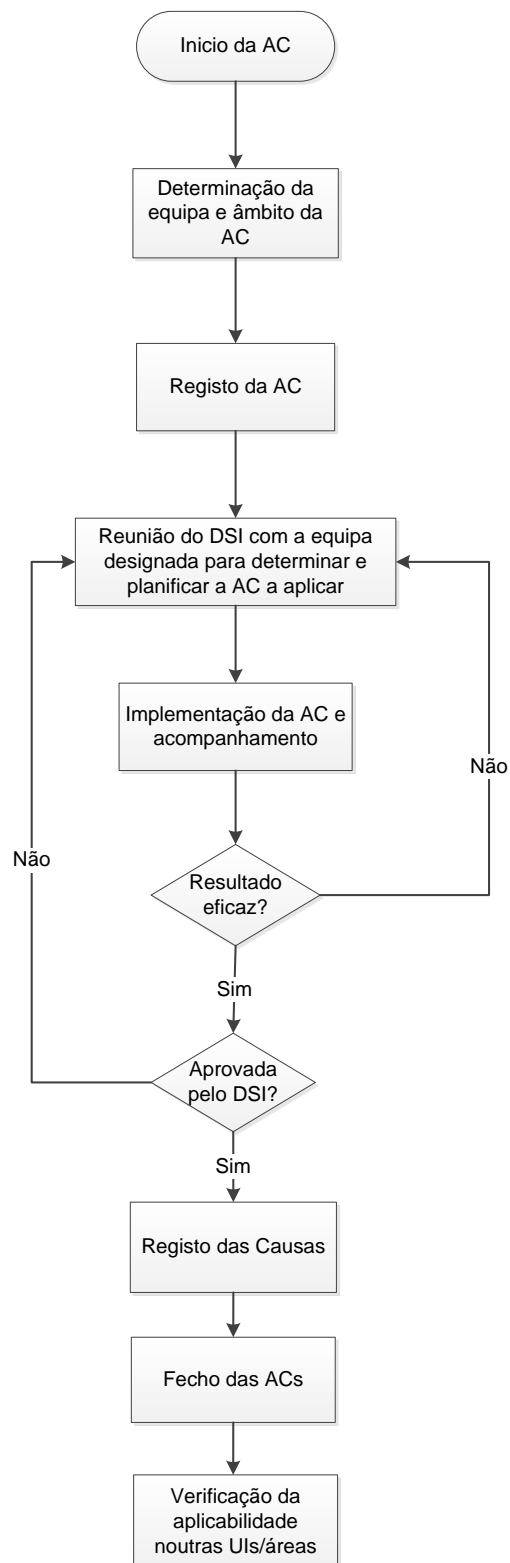 Inicio da AC
Determinação da
equipa e âmbito da
AC
Registo da AC
Reunião do DSI com a equipa
designada para determinar e
planificar a AC a aplicar
Implementação da AC e
acompanhamento
Não
Não
Resultado
eficaz?
Sim
Aprovada
pelo DSI?
Sim
Registo das Causas
Fecho das ACs
Verificação da
aplicabilidade
noutras UIs/áreas